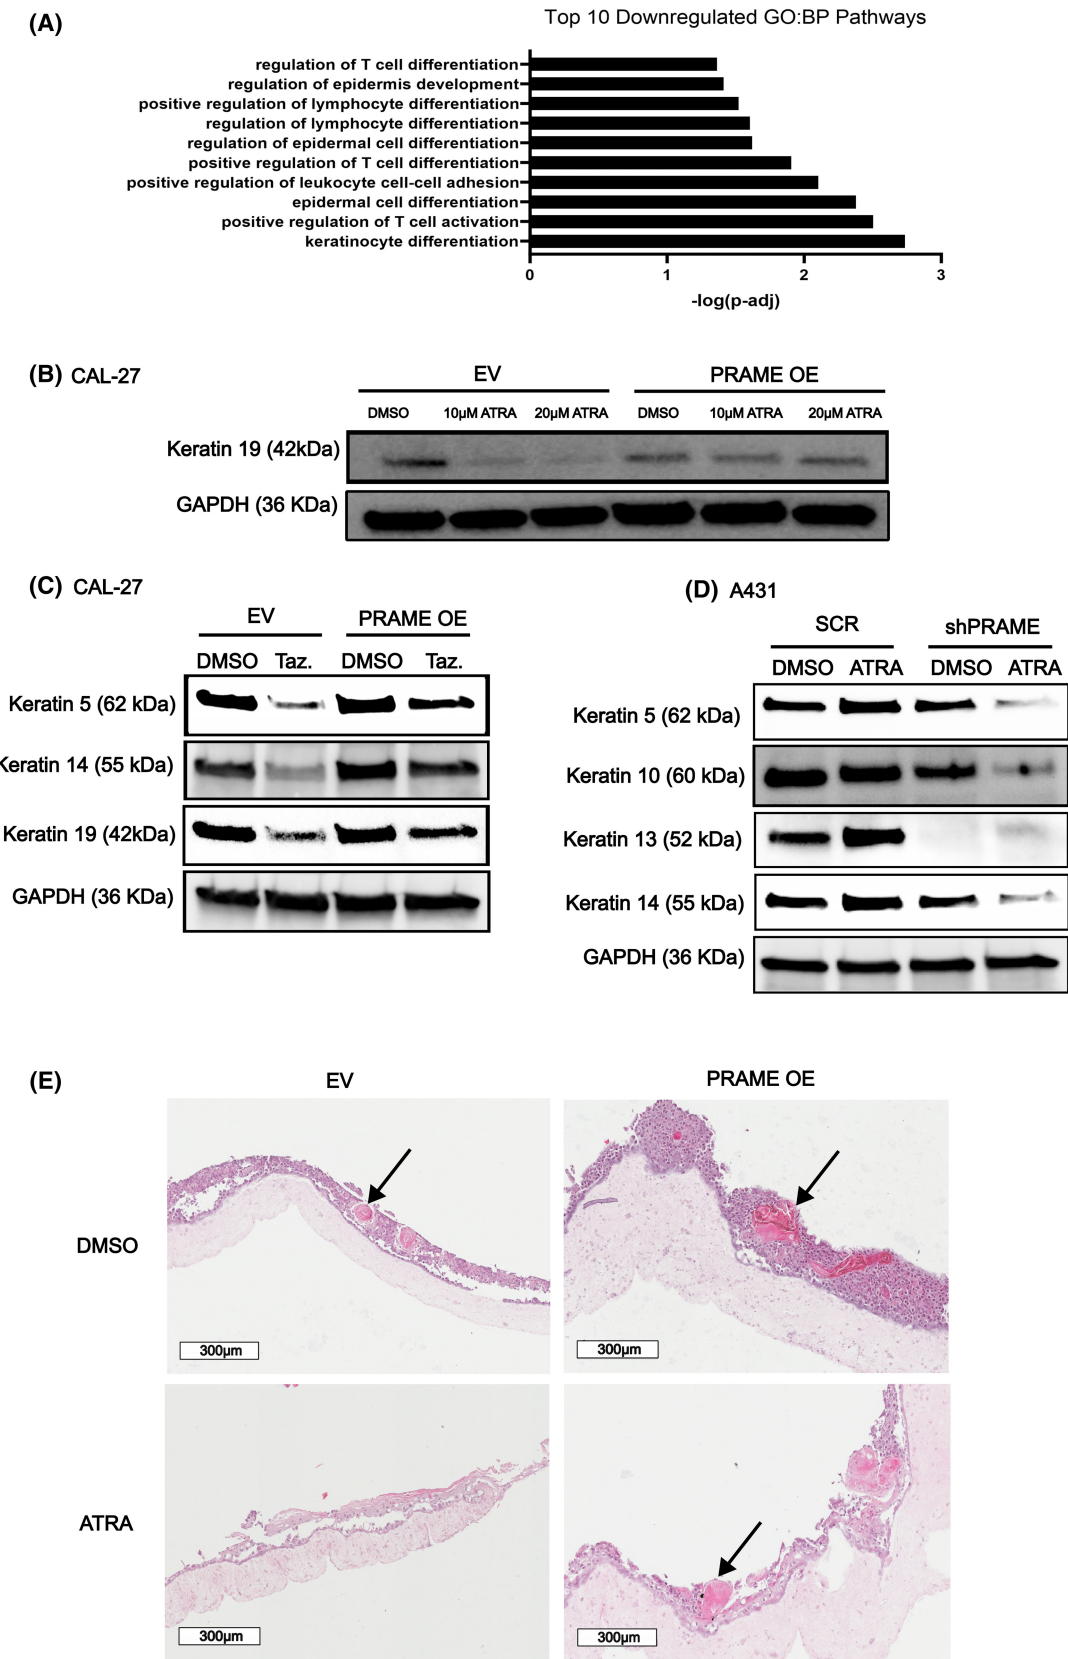 (A)
Top 10 Downregulated GO:BP Pathways
regulation of T cell differentiation
regulation of epidermis development
positive regulation of lymphocyte differentiation
regulation of lymphocyte differentiation
regulation of epidermal cell differentiation
positive regulation of T cell differentiation
positive regulation of leukocyte cell-cell adhesion
epidermal cell differentiation
positive regulation of T cell activation
keratinocyte differentiation
0 1 2 3
-log(p-adj)
(B) CAL-27
EV PRAME OE
DMSO 10µM ATRA 20µM ATRA DMSO 10µM ATRA 20µM ATRA
Keratin 19 (42kDa)
GAPDH (36 KDa)
(C) CAL-27
EV PRAME OE
DMSO Taz. DMSO Taz.
Keratin 5 (62 kDa)
Keratin 14 (55 kDa)
Keratin 19 (42kDa)
GAPDH (36 KDa)
(D) A431
SCR shPRAME
DMSO ATRA DMSO ATRA
Keratin 5 (62 kDa)
Keratin 10 (60 kDa)
Keratin 13 (52 kDa)
Keratin 14 (55 kDa)
GAPDH (36 KDa)
(E)
EV PRAME OE
DMSO
300µm 300µm
ATRA
300µm 300µm